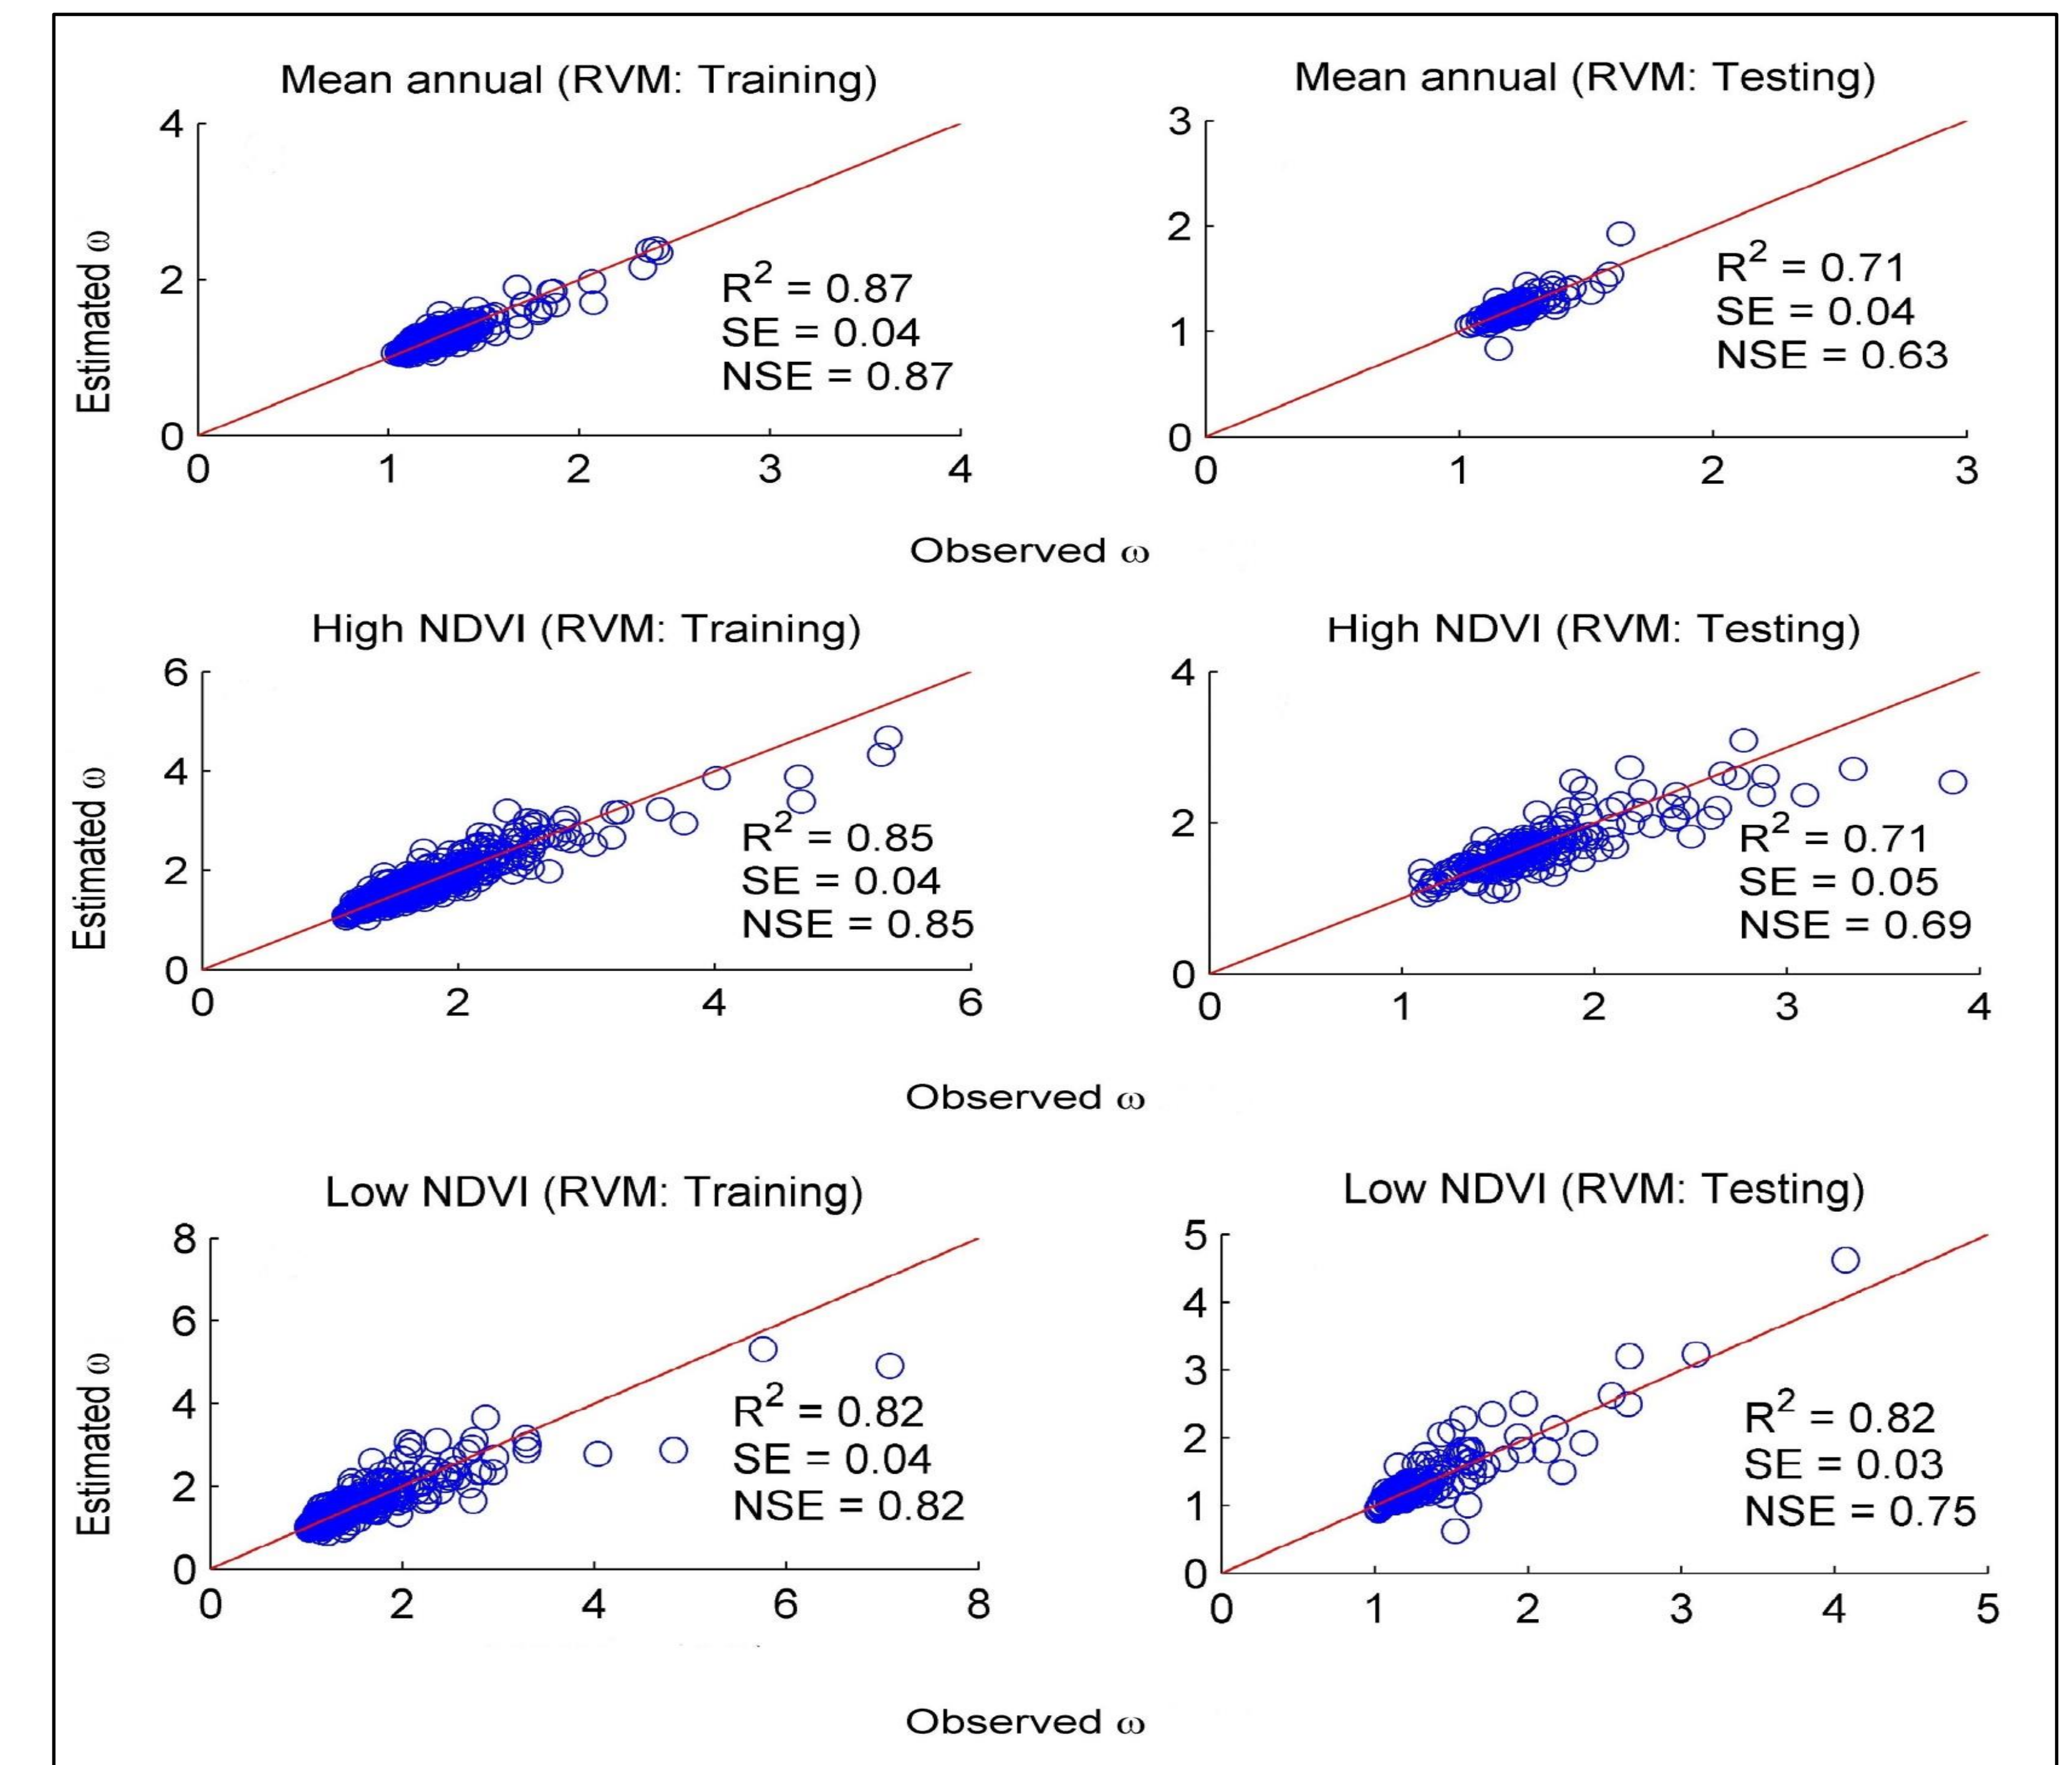 Mean annual (RVM: Training)
Estimated ω
4
2
0
R² = 0.87
SE = 0.04
NSE = 0.87
0 1 2 3 4
Mean annual (RVM: Testing)
3
2
1
0
R² = 0.71
SE = 0.04
NSE = 0.63
0 1 2 3
Observed ω
High NDVI (RVM: Training)
Estimated ω
6
4
2
0
R² = 0.85
SE = 0.04
NSE = 0.85
0 2 4 6
High NDVI (RVM: Testing)
4
2
0
R² = 0.71
SE = 0.05
NSE = 0.69
0 1 2 3 4
Observed ω
Low NDVI (RVM: Training)
Estimated ω
8
6
4
2
0
R² = 0.82
SE = 0.04
NSE = 0.82
0 2 4 6 8
Low NDVI (RVM: Testing)
5
4
3
2
1
0
R² = 0.82
SE = 0.03
NSE = 0.75
0 1 2 3 4 5
Observed ω